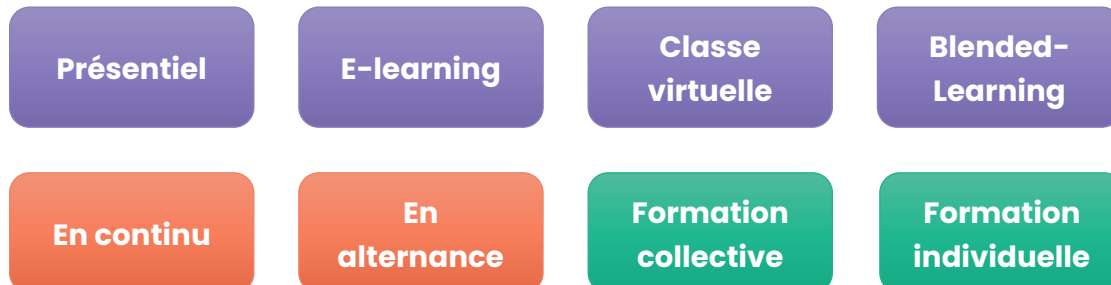 Présentiel
E-learning
Classe
virtuelle
Blended-
Learning
En continu
En
alternance
Formation
collective
Formation
individuelle